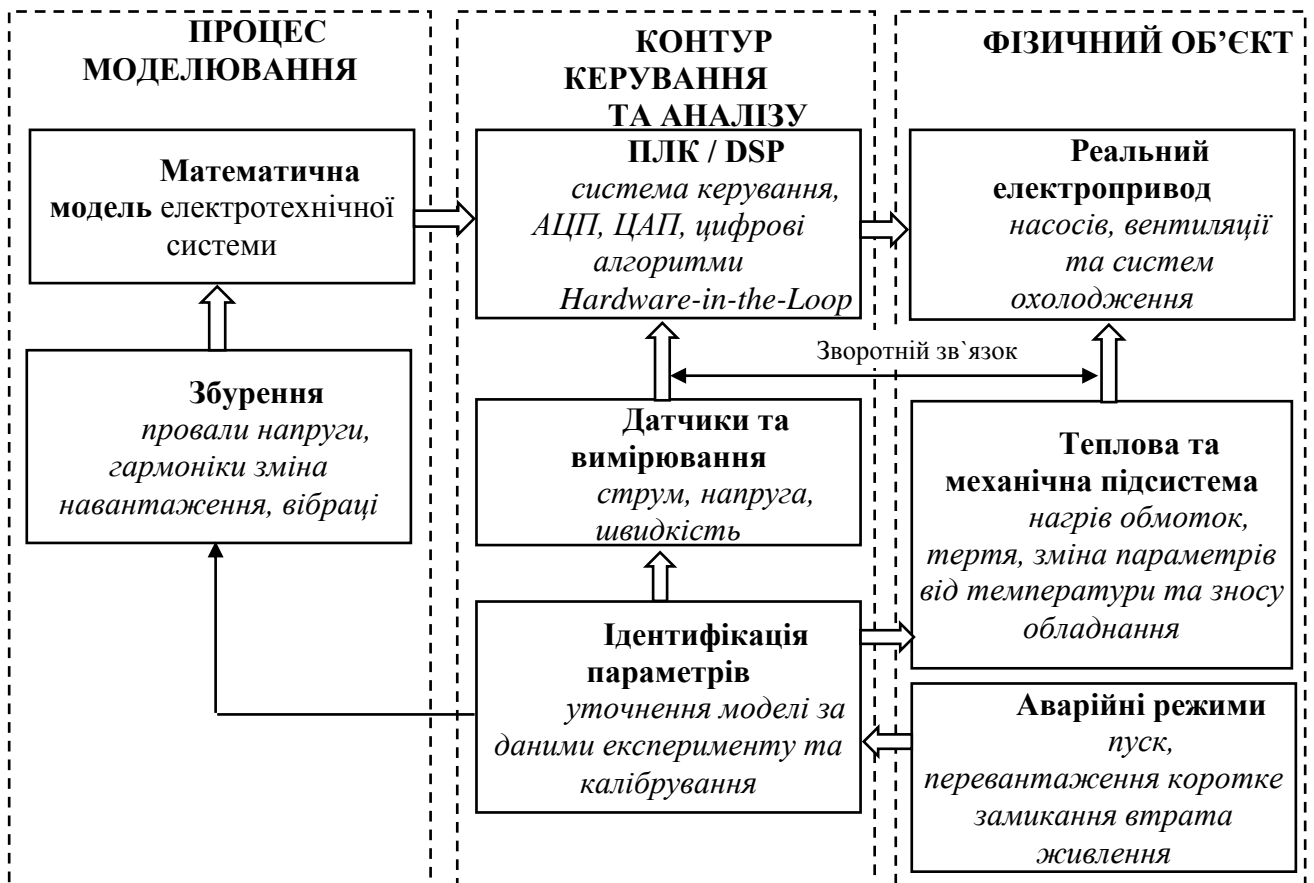 ПРОЦЕС
МОДЕЛЮВАННЯ
Математична
модель електротехнічної
системи
Збурення
провали напруги,
гармоніки зміна
навантаження, вібраці
КОНТУР
КЕРУВАННЯ
ТА АНАЛІЗУ
ПЛК / DSP
система керування,
АЦП, ЦАП, цифрові
алгоритми
Hardware-in-the-Loop
Зворотній зв`язок
Датчики та
вимірювання
струм, напруга,
швидкість
Ідентифікація
параметрів
уточнення моделі за
даними експерименту та
калібрування
ФІЗИЧНИЙ ОБ’ЄКТ
Реальний
електропривод
насосів, вентиляції
та систем
охолодження
Теплова та
механічна підсистема
нагрів обмоток,
тертя, зміна параметрів
від температури та зносу
обладнання
Аварійні режими
пуск,
перевантаження коротке
замикання втрата
живлення